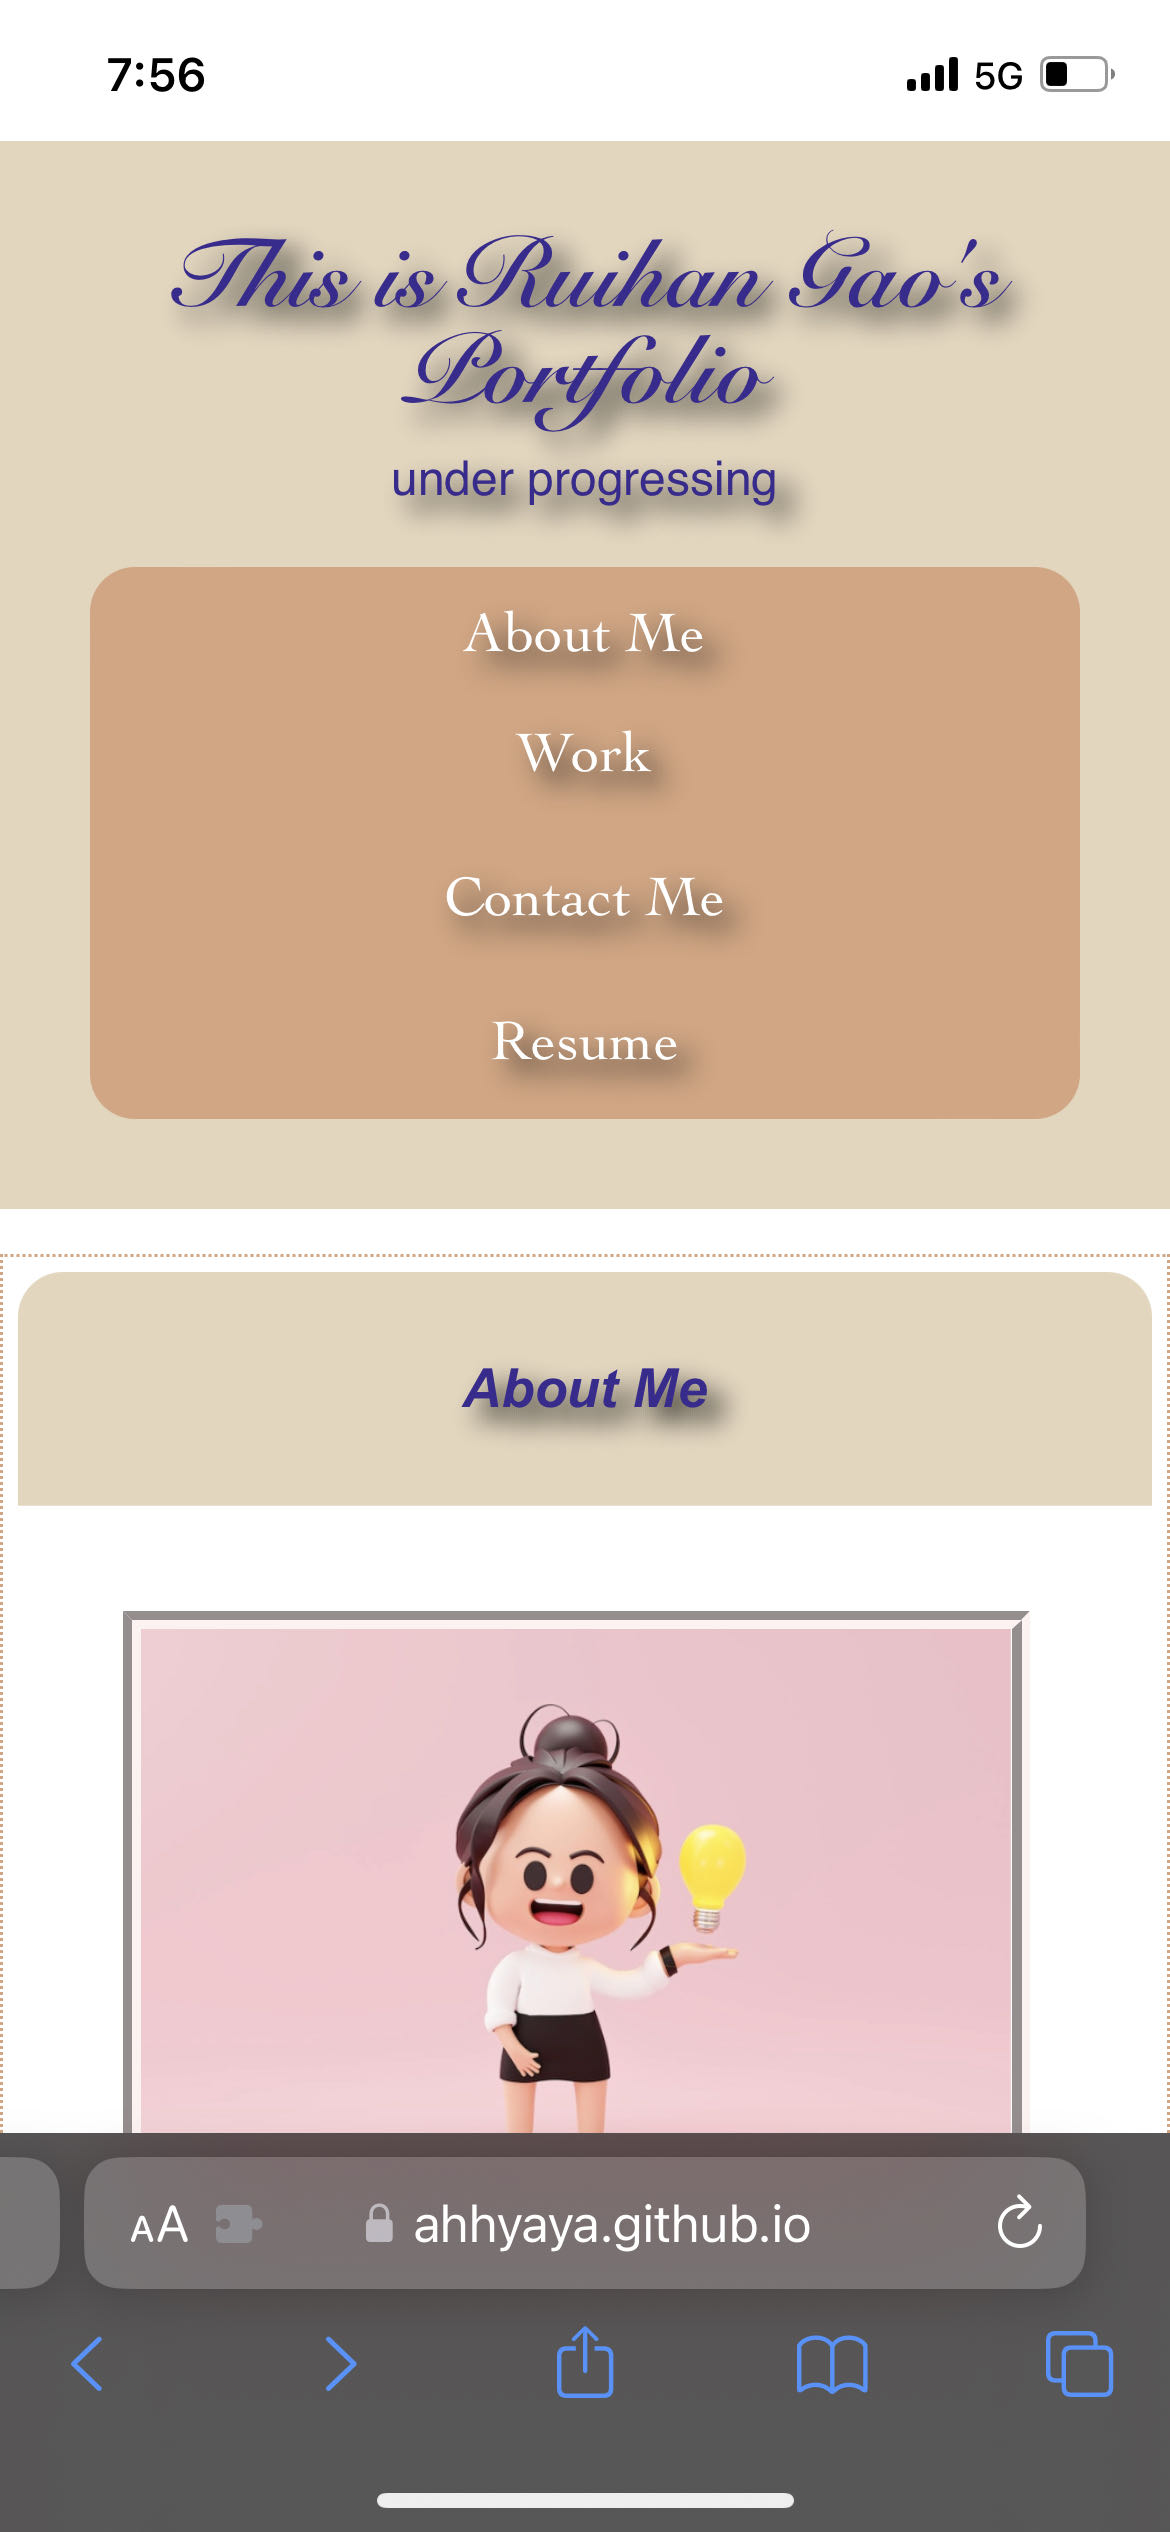 7:56
5G
This is Ruihan Gao's
Portfolio
under progressing
About Me
Work
Contact Me
Resume
About Me
AA
ahhyaya.github.io